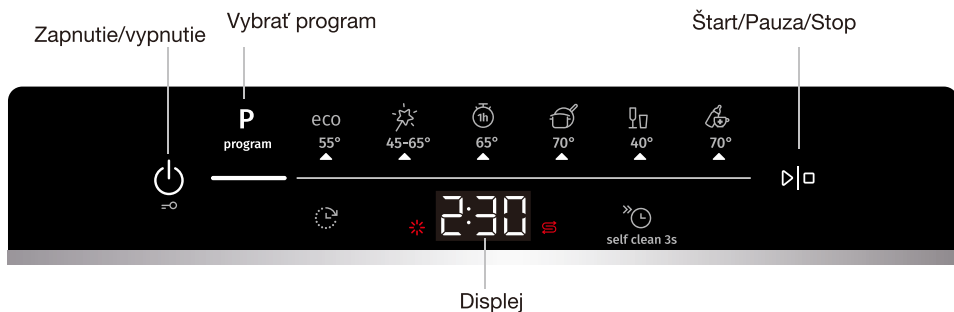 Zapnutie/vypnutie
Vybrať program
Štart/Pauza/Stop
P
program
eco
1h
55°
45-65°
65°
70°
40°
70°
2:30
self clean 3s
Displej